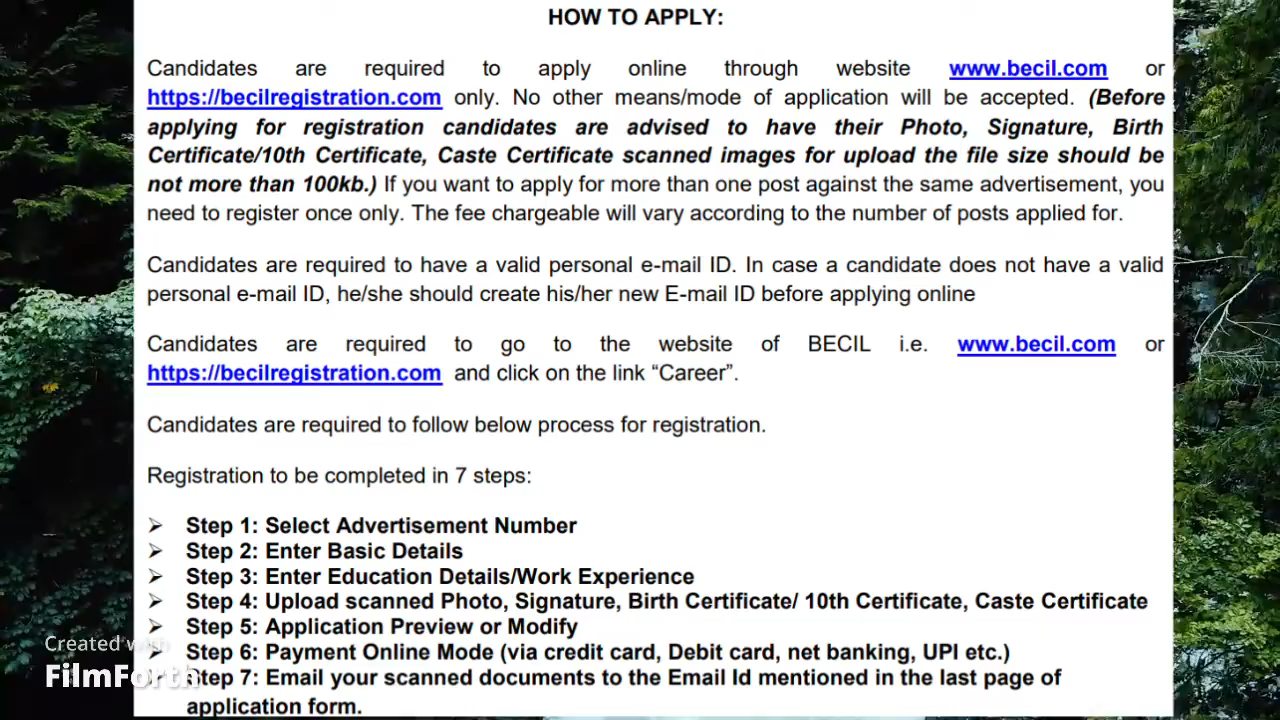 HOW TO APPLY:
Candidates are required to apply online through website www.becil.com or
https://becilregistration.com only. No other means/mode of application will be accepted. (Before
applying for registration candidates are advised to have their Photo, Signature, Birth
Certificate/10th Certificate, Caste Certificate scanned images for upload the file size should be
not more than 100kb.) If you want to apply for more than one post against the same advertisement, you
need to register once only. The fee chargeable will vary according to the number of posts applied for.
Candidates are required to have a valid personal e-mail ID. In case a candidate does not have a valid
personal e-mail ID, he/she should create his/her new E-mail ID before applying online
Candidates are required to go to the website of BECIL i.e. www.becil.com or
https://becilregistration.com and click on the link “Career”.
Candidates are required to follow below process for registration.
Registration to be completed in 7 steps:
➢ Step 1: Select Advertisement Number
➢ Step 2: Enter Basic Details
➢ Step 3: Enter Education Details/Work Experience
➢ Step 4: Upload scanned Photo, Signature, Birth Certificate/ 10th Certificate, Caste Certificate
➢ Step 5: Application Preview or Modify
➢ Step 6: Payment Online Mode (via credit card, Debit card, net banking, UPI etc.)
➢ Step 7: Email your scanned documents to the Email Id mentioned in the last page of
application form.
Created with
FilmForth